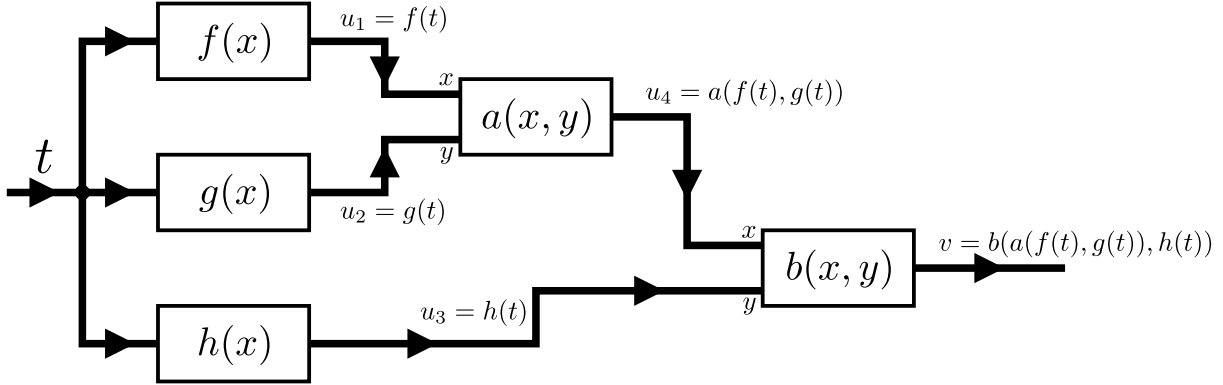 f(x)
u₁ = f(t)
x
a(x, y)
y
u₄ = a(f(t), g(t))
t
g(x)
u₂ = g(t)
x
b(x, y)
y
v = b(a(f(t), g(t)), h(t))
u₃ = h(t)
h(x)